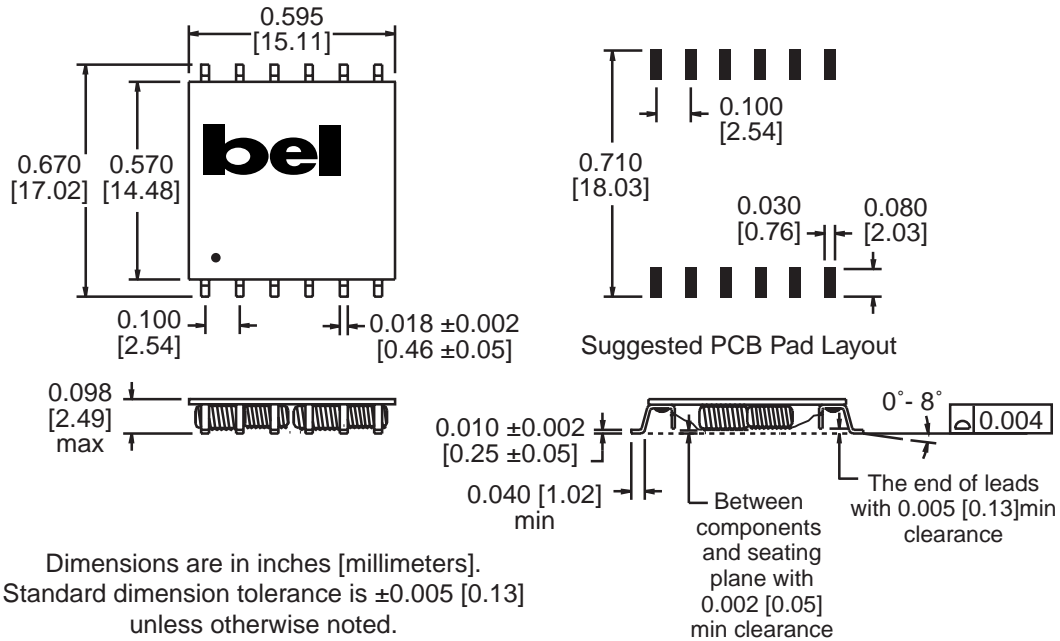 0.595
[15.11]
bel
0.670
[17.02]
0.570
[14.48]
0.100
[2.54]
0.018 ±0.002
[0.46 ±0.05]
0.100
[2.54]
0.710
[18.03]
0.030
[0.76]
0.080
[2.03]
Suggested PCB Pad Layout
0.098
[2.49]
max
0.010 ±0.002
[0.25 ±0.05]
0.040 [1.02]
min
0°- 8°
0.004
Between
components
and seating
plane with
0.002 [0.05]
min clearance
The end of leads
with 0.005 [0.13]min
clearance
Dimensions are in inches [millimeters].
Standard dimension tolerance is ±0.005 [0.13]
unless otherwise noted.